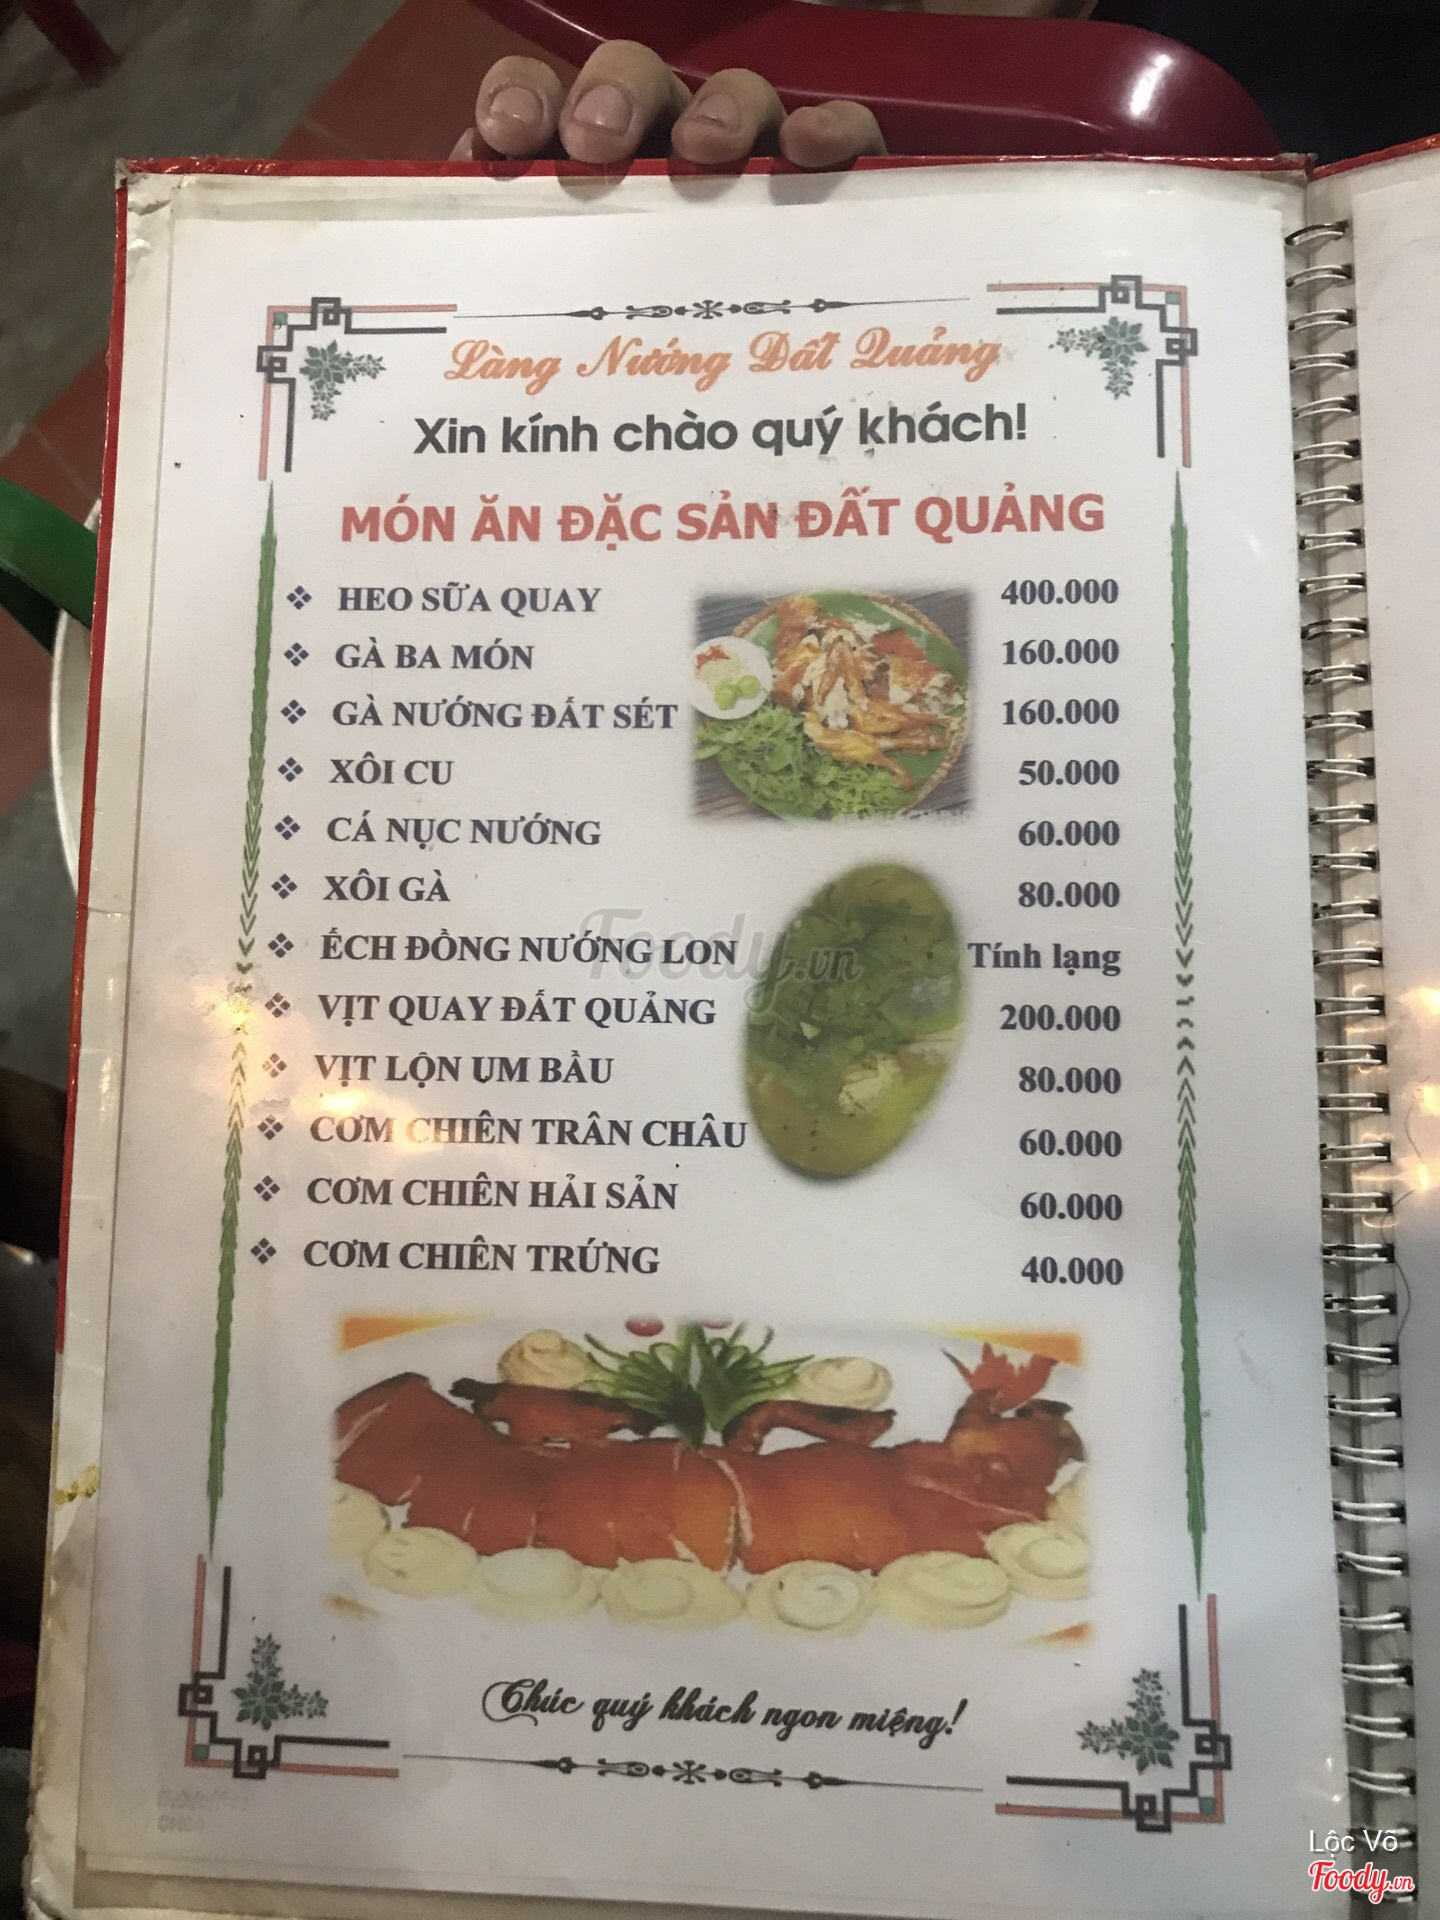 Làng Nướng Đất Quảng
Xin kính chào quý khách!
MÓN ĂN ĐẶC SẢN ĐẤT QUẢNG
HEO SỮA QUAY 400.000
GÀ BA MÓN 160.000
GÀ NƯỚNG ĐẤT SÉT 160.000
XÔI CU 50.000
CÁ NỤC NƯỚNG 60.000
XÔI GÀ 80.000
ẾCH ĐỒNG NƯỚNG LON Tính lạng
VỊT QUAY ĐẤT QUẢNG 200.000
VỊT LỘN UM BẦU 80.000
CƠM CHIÊN TRÂN CHÂU 60.000
CƠM CHIÊN HẢI SẢN 60.000
CƠM CHIÊN TRỨNG 40.000
Foody.vn
Chúc quý khách ngon miệng!
Lộc Võ
Foody.vn